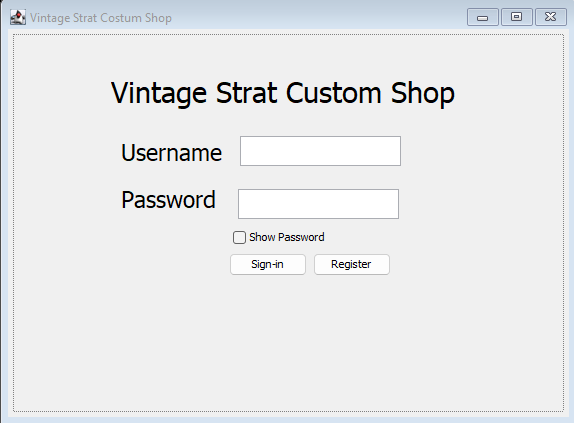 Vintage Strat Costum Shop
Vintage Strat Custom Shop
Username
Password
Show Password
Sign-in Register